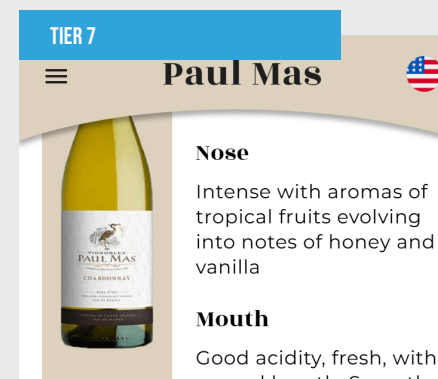 TIER 7
Paul Mas
Nose
Intense with aromas of
tropical fruits evolving
into notes of honey and
vanilla
VIGNOBLES
PAUL MAS
CHARDONNAY
Mouth
Good acidity, fresh, with